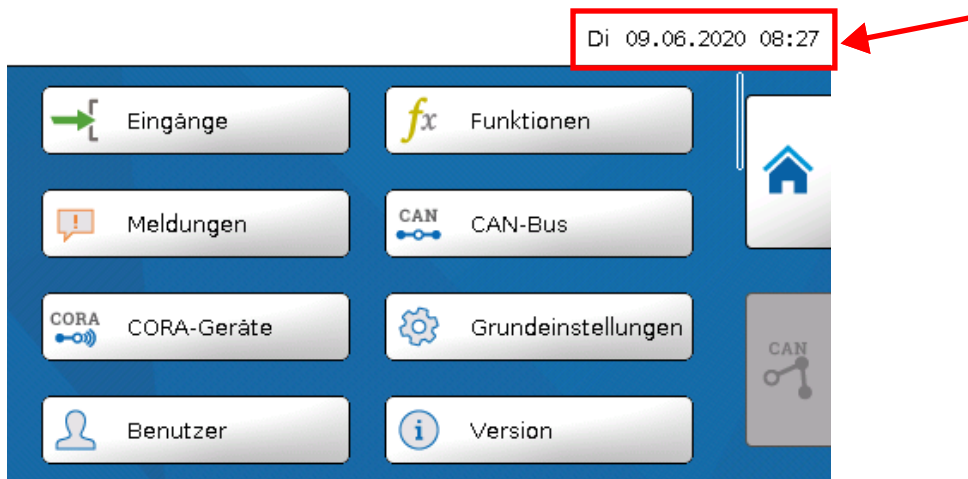 Di 09.06.2020 08:27
Eingänge
Funktionen
!
Meldungen
CAN
CAN-Bus
CORA
CORA-Geräte
Grundeinstellungen
CAN
Benutzer
i
Version